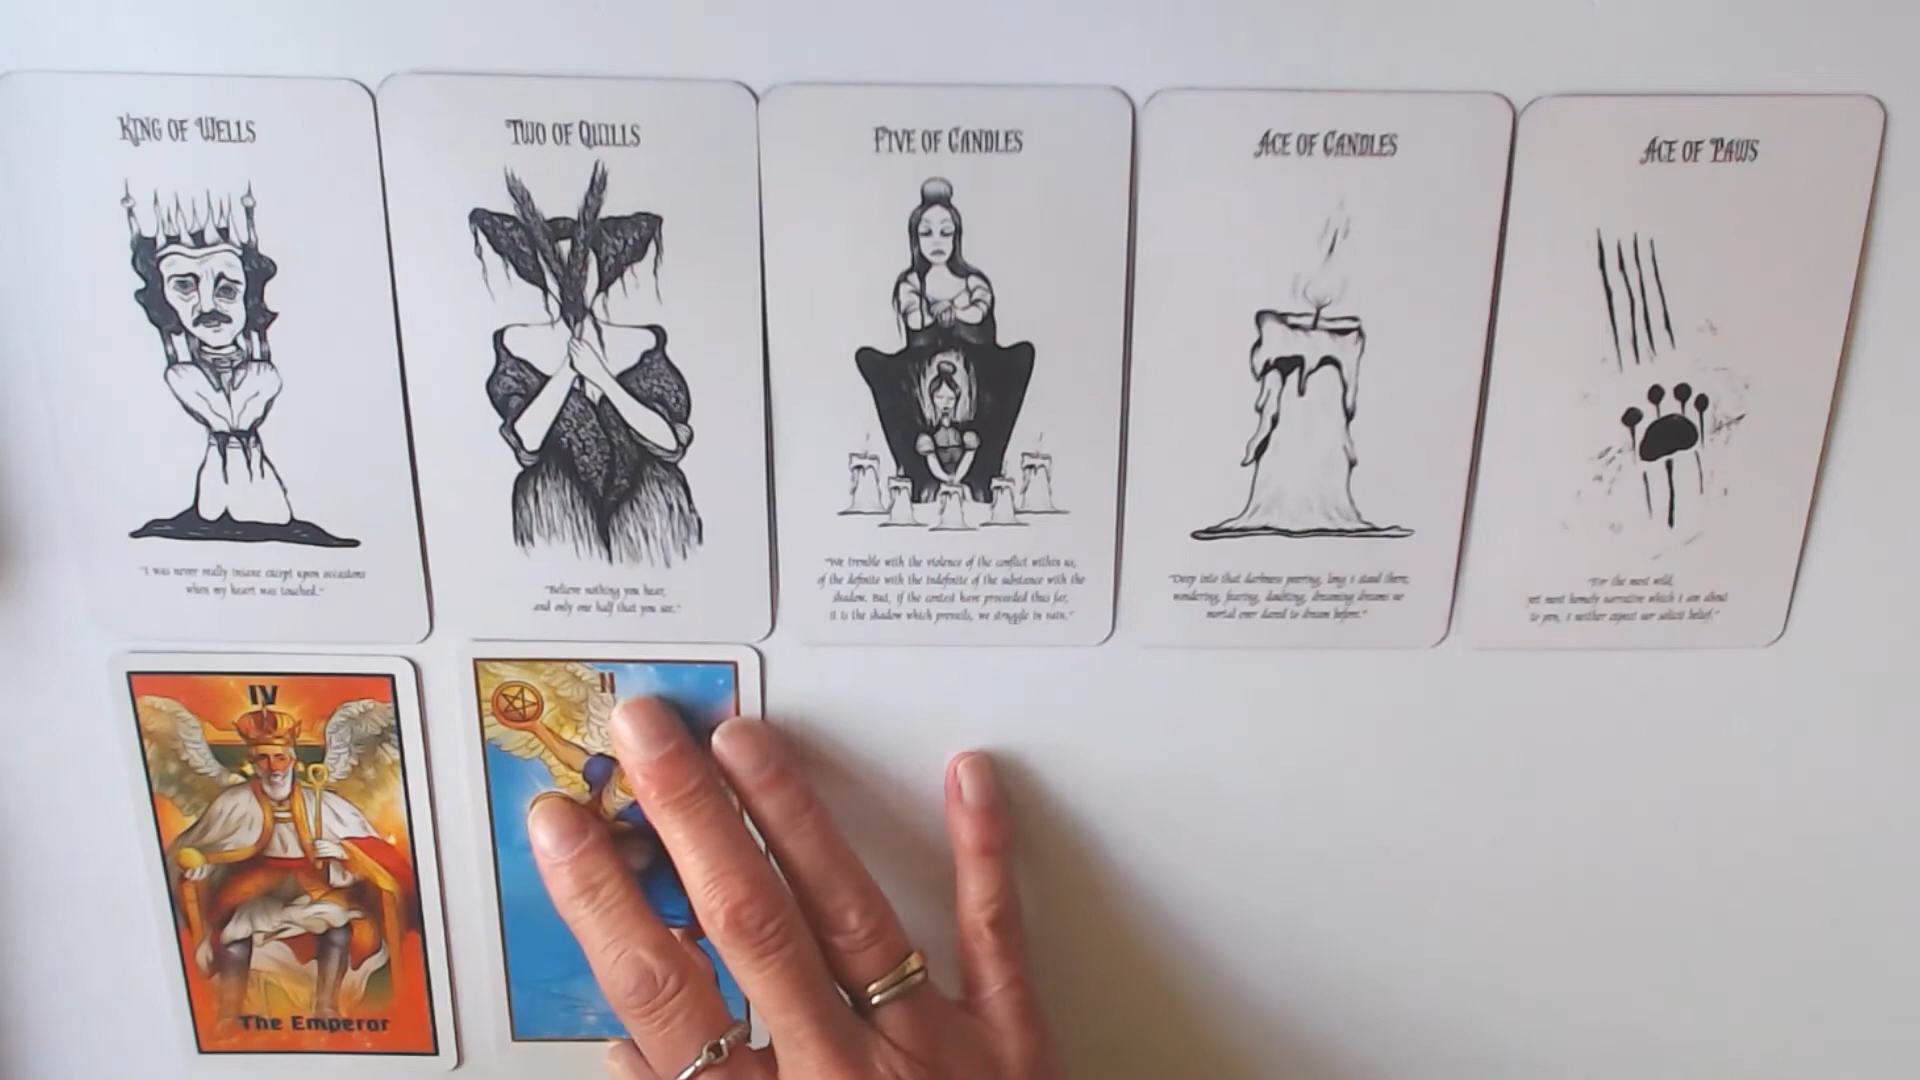 KING OF WELLS
"I was never really insane except upon occasions
when my heart was touched."
TWO OF QUILLS
"Believe nothing you hear,
and only one half that you see."
FIVE OF CANDLES
"We tremble with the violence of the conflict within us,
of the definite with the indefinite of the substance with the
shadow. But, if the contest have proceeded thus far,
it is the shadow which prevails, we struggle in vain."
ACE OF CANDLES
"Deep into that darkness peering, long I stood there,
wondering, fearing, doubting, dreaming dreams no
mortal ever dared to dream before."
ACE OF PAWS
"For the most wild,
yet most homely narrative which I am about
to pen, I neither expect nor solicit belief."
IV
The Emperor
II